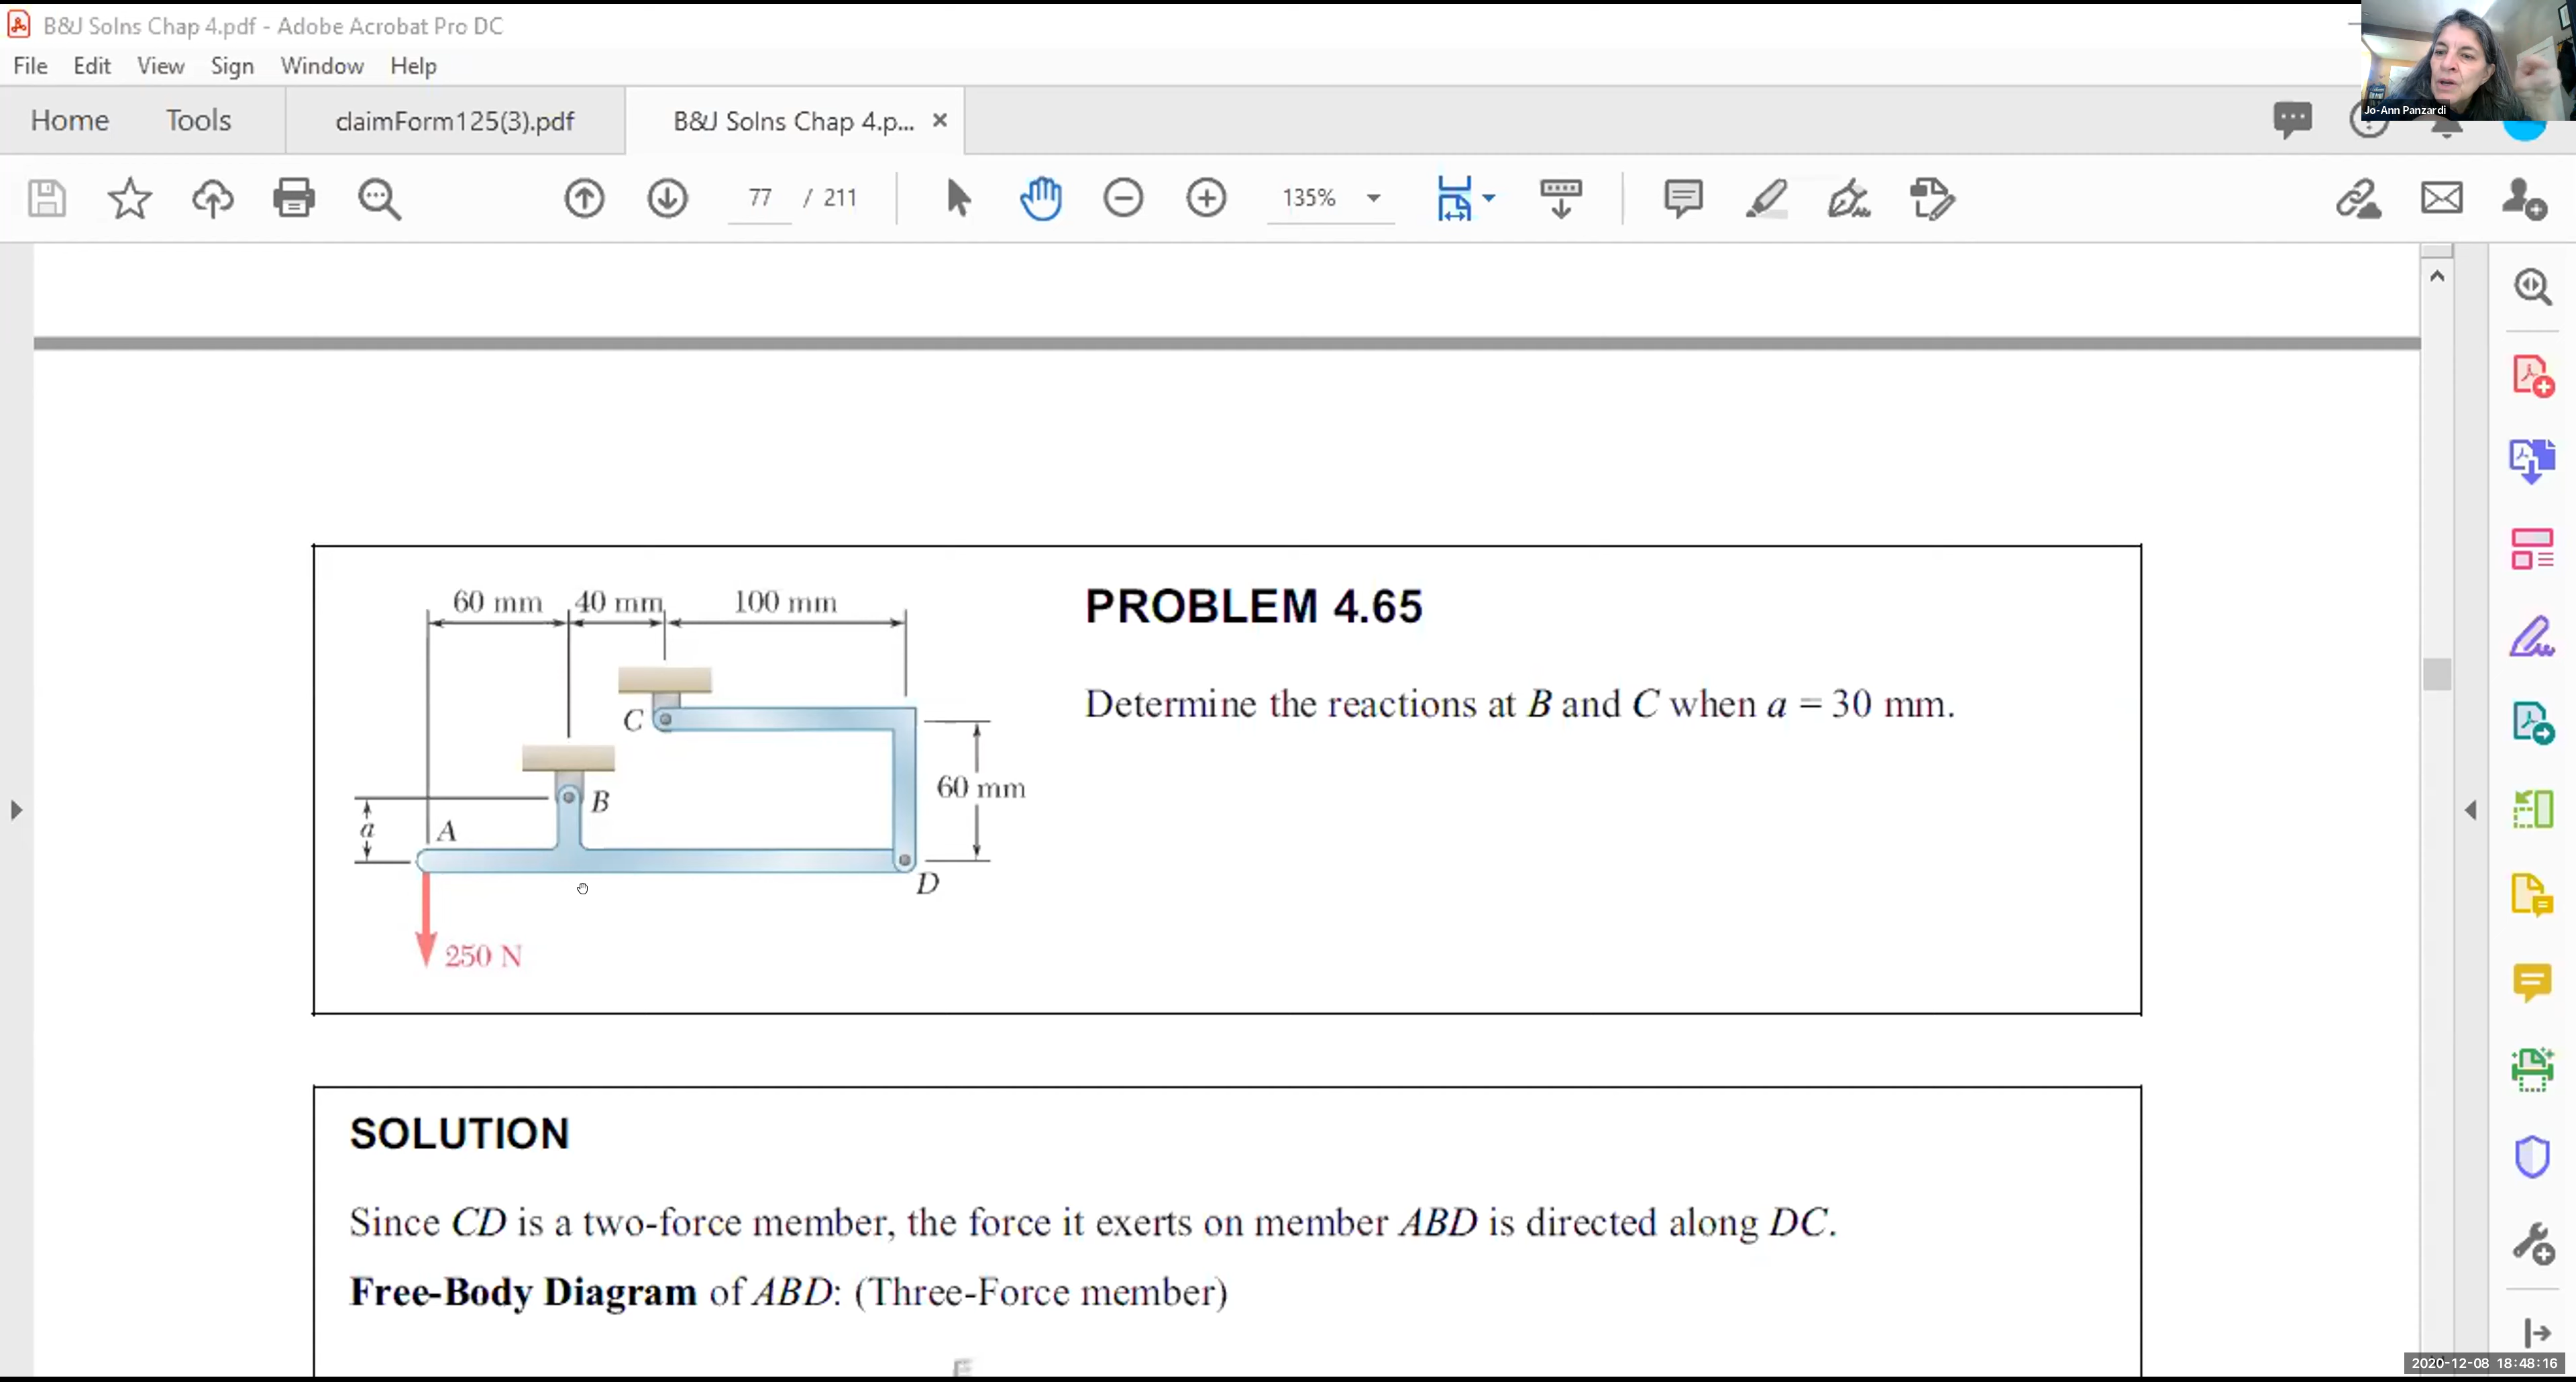 B&J Solns Chap 4.pdf - Adobe Acrobat Pro DC
File Edit View Sign Window Help
Jo-Ann Panzardi
Home Tools claimForm125(3).pdf B&J Solns Chap 4.p... ×
77 / 211 135%
60 mm 40 mm 100 mm
PROBLEM 4.65
Determine the reactions at B and C when a = 30 mm.
C
60 mm
B
a
A
D
250 N
SOLUTION
Since CD is a two-force member, the force it exerts on member ABD is directed along DC.
Free-Body Diagram of ABD: (Three-Force member)
2020-12-08 18:48:16